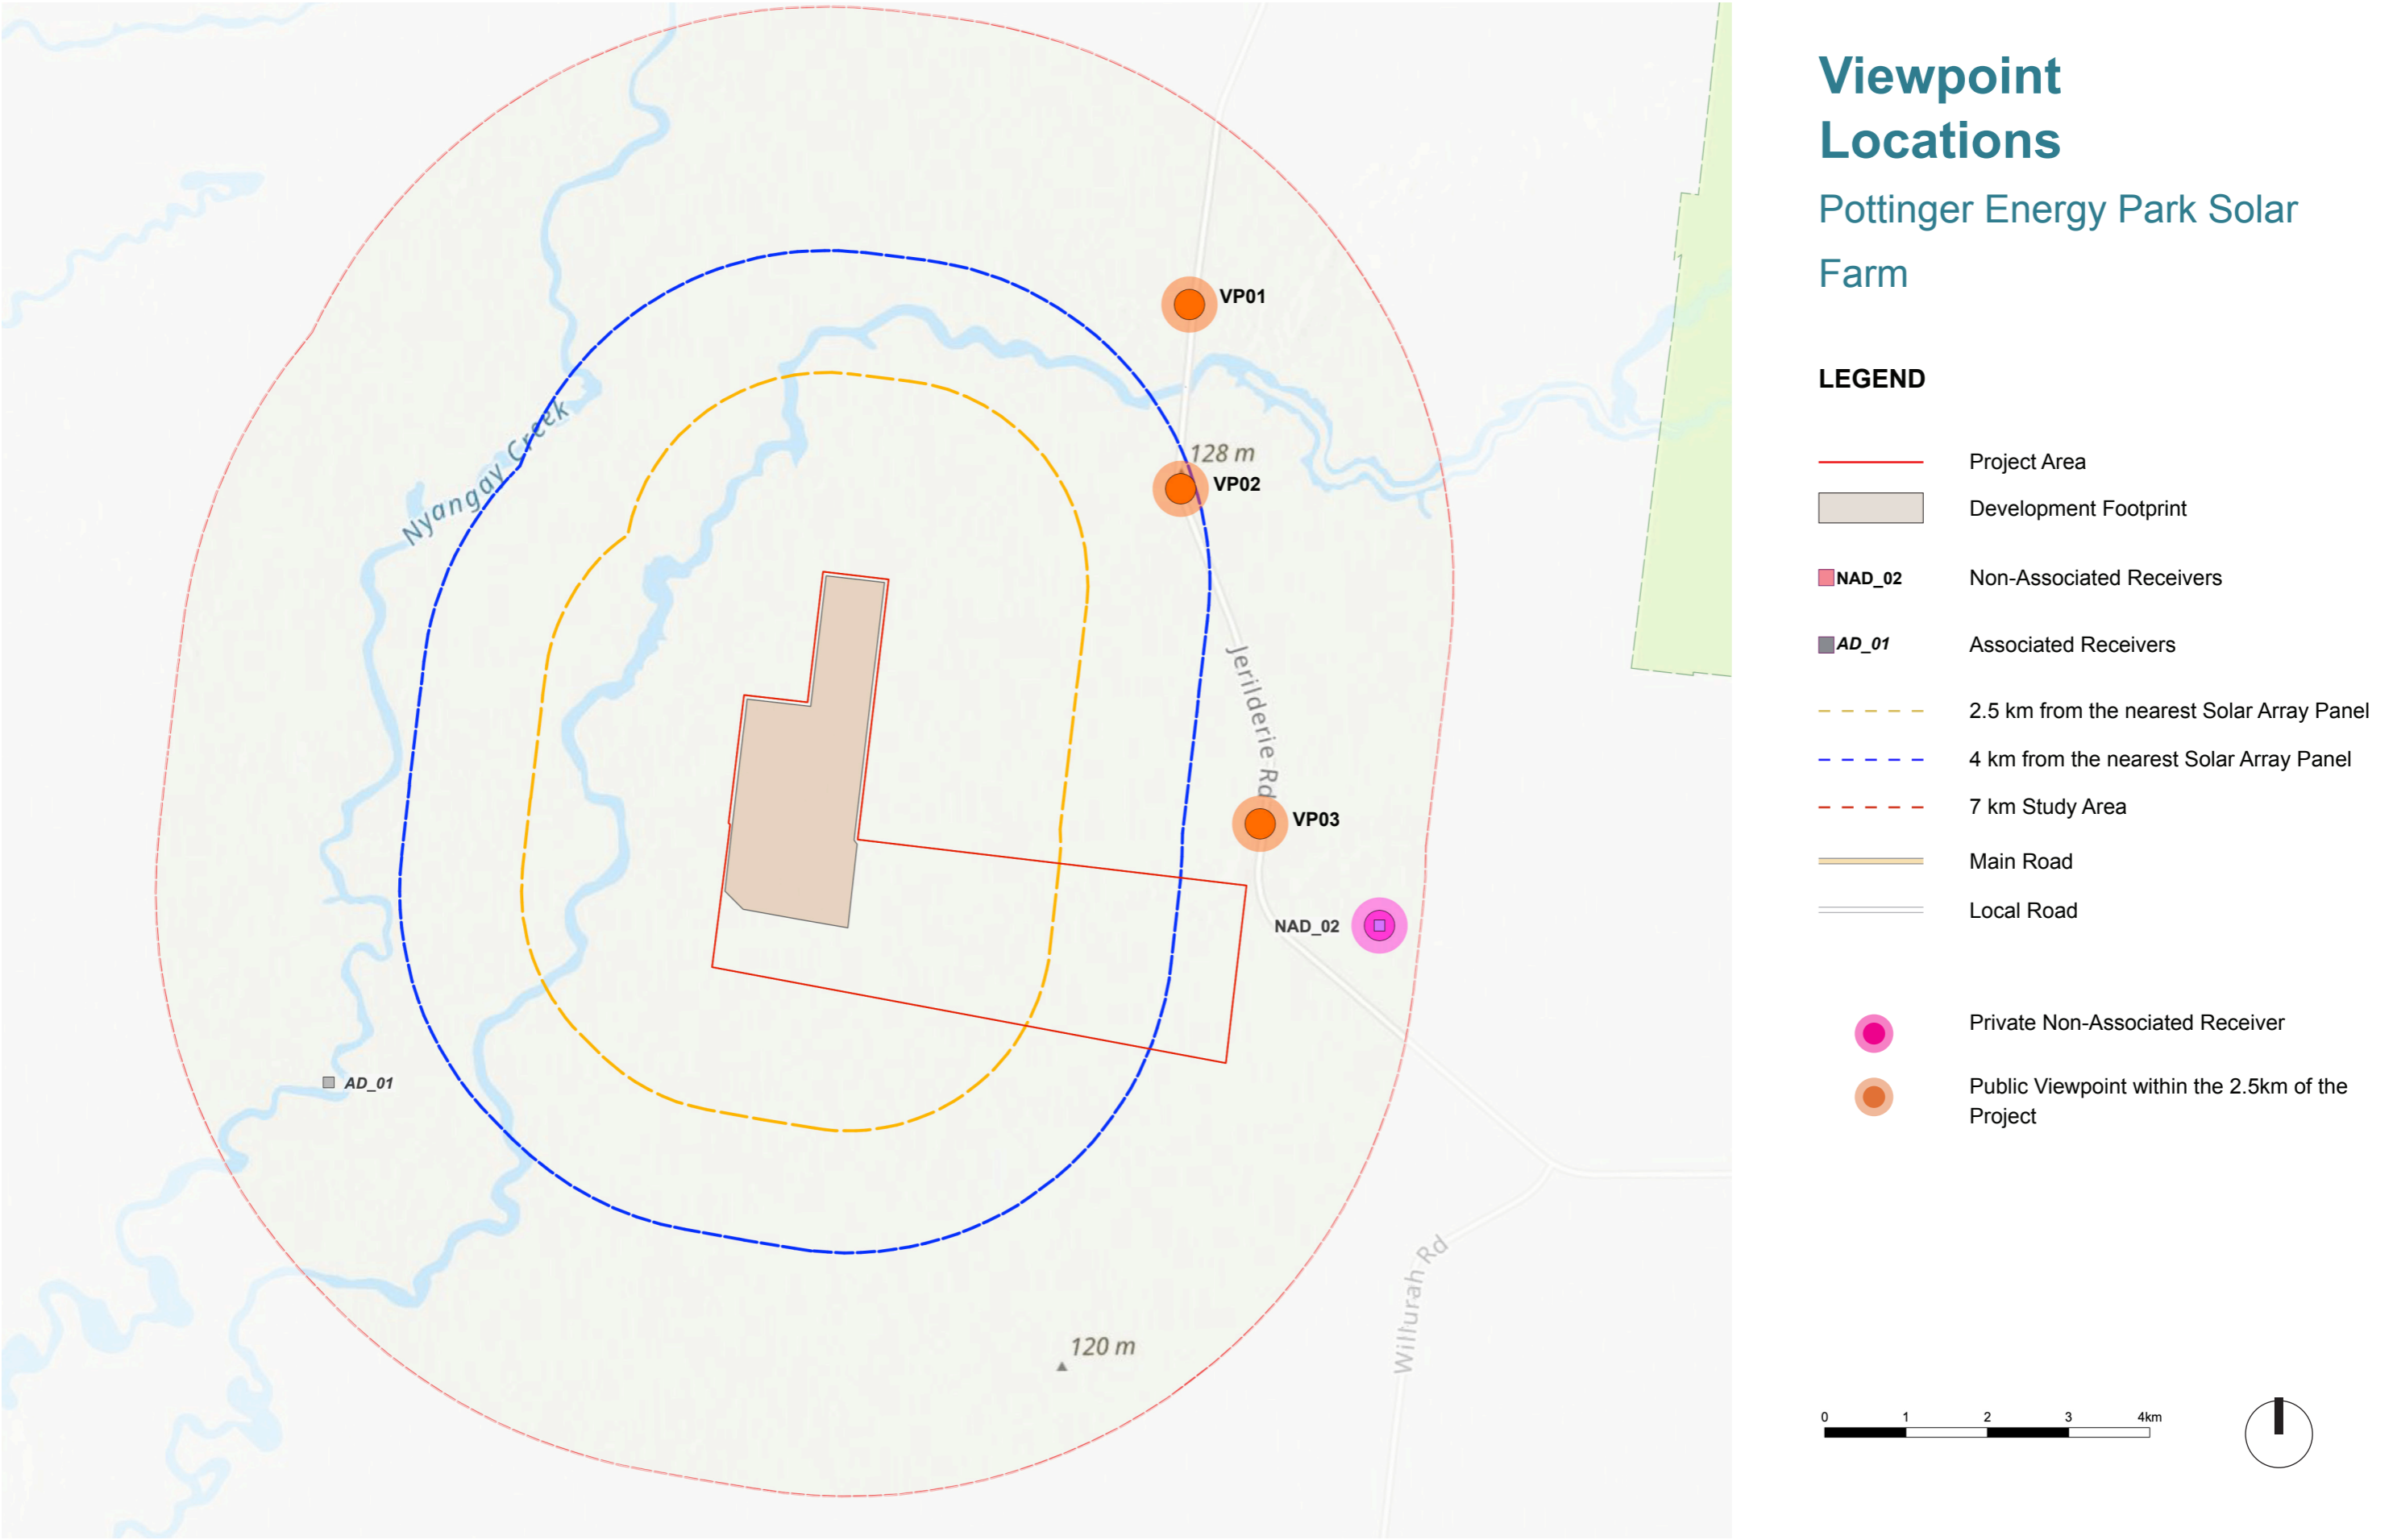 Viewpoint
Locations
Pottinger Energy Park Solar
Farm
LEGEND
Project Area
Development Footprint
NAD_02 Non-Associated Receivers
AD_01 Associated Receivers
2.5 km from the nearest Solar Array Panel
4 km from the nearest Solar Array Panel
7 km Study Area
Main Road
Local Road
Private Non-Associated Receiver
Public Viewpoint within the 2.5km of the
Project
0 1 2 3 4km
VP01
Nyangay Creek
128 m
VP02
Jerilderie Rd
VP03
NAD_02
AD_01
Willurah Rd
120 m